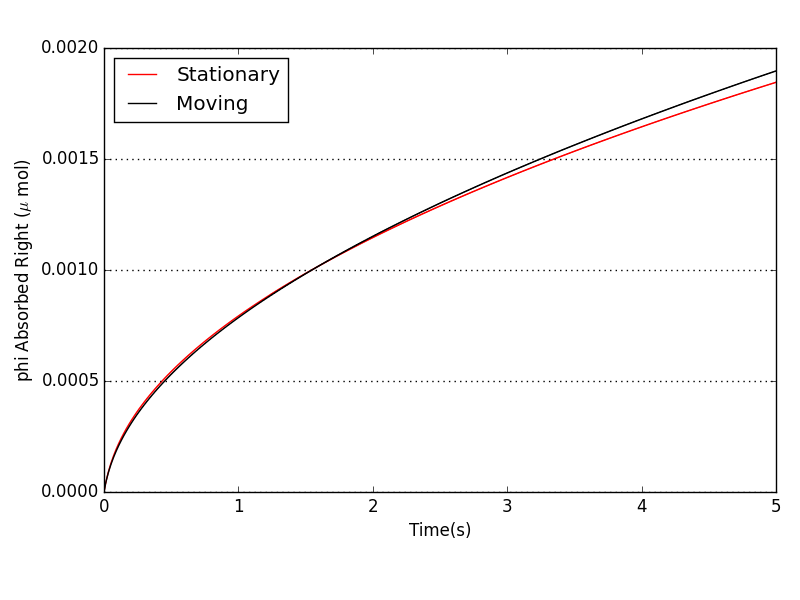 Stationary
Moving
0.0020
0.0015
0.0010
0.0005
0.0000
phi Absorbed Right (μ mol)
0 1 2 3 4 5
Time(s)